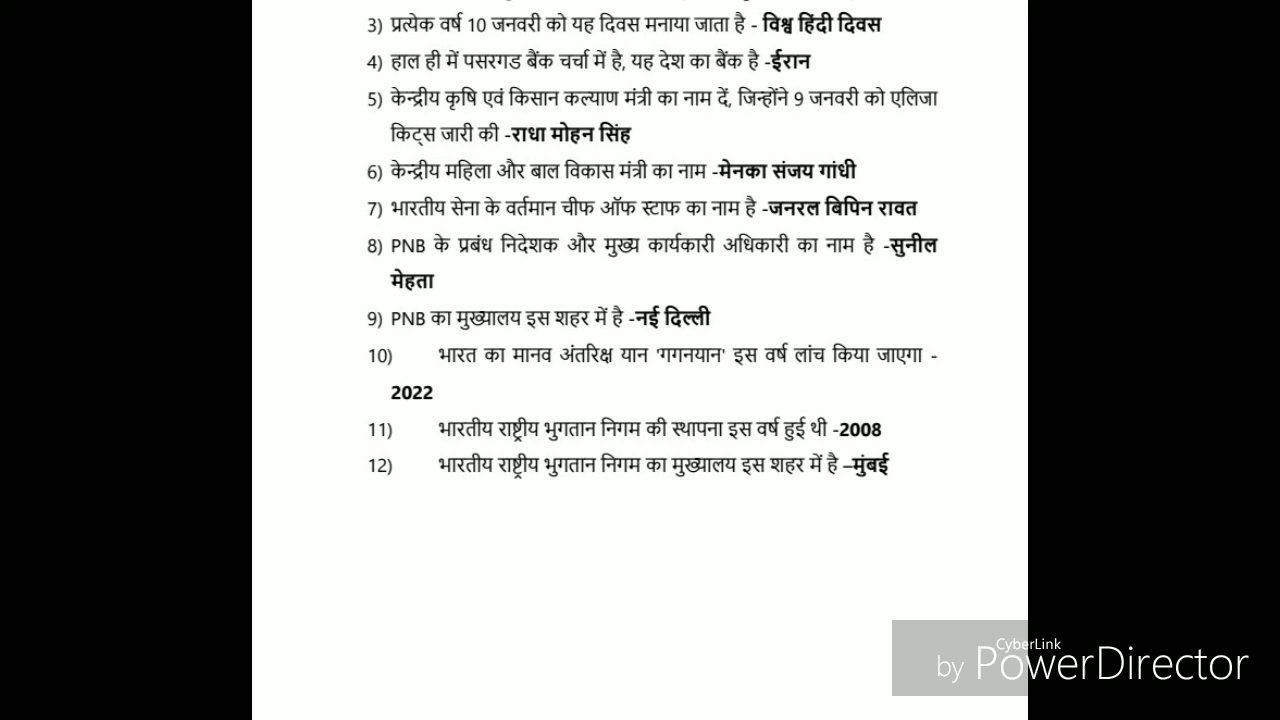 3) प्रत्येक वर्ष 10 जनवरी को यह दिवस मनाया जाता है - विश्व हिंदी दिवस
4) हाल ही में पसरगड बैंक चर्चा में है, यह देश का बैंक है -ईरान
5) केन्द्रीय कृषि एवं किसान कल्याण मंत्री का नाम दें, जिन्होंने 9 जनवरी को एलिजा
किट्स जारी की -राधा मोहन सिंह
6) केन्द्रीय महिला और बाल विकास मंत्री का नाम -मेनका संजय गांधी
7) भारतीय सेना के वर्तमान चीफ ऑफ स्टाफ का नाम है -जनरल बिपिन रावत
8) PNB के प्रबंध निदेशक और मुख्य कार्यकारी अधिकारी का नाम है -सुनील
मेहता
9) PNB का मुख्यालय इस शहर में है -नई दिल्ली
10) भारत का मानव अंतरिक्ष यान 'गगनयान' इस वर्ष लांच किया जाएगा -
2022
11) भारतीय राष्ट्रीय भुगतान निगम की स्थापना इस वर्ष हुई थी -2008
12) भारतीय राष्ट्रीय भुगतान निगम का मुख्यालय इस शहर में है –मुंबई
CyberLink
by PowerDirector